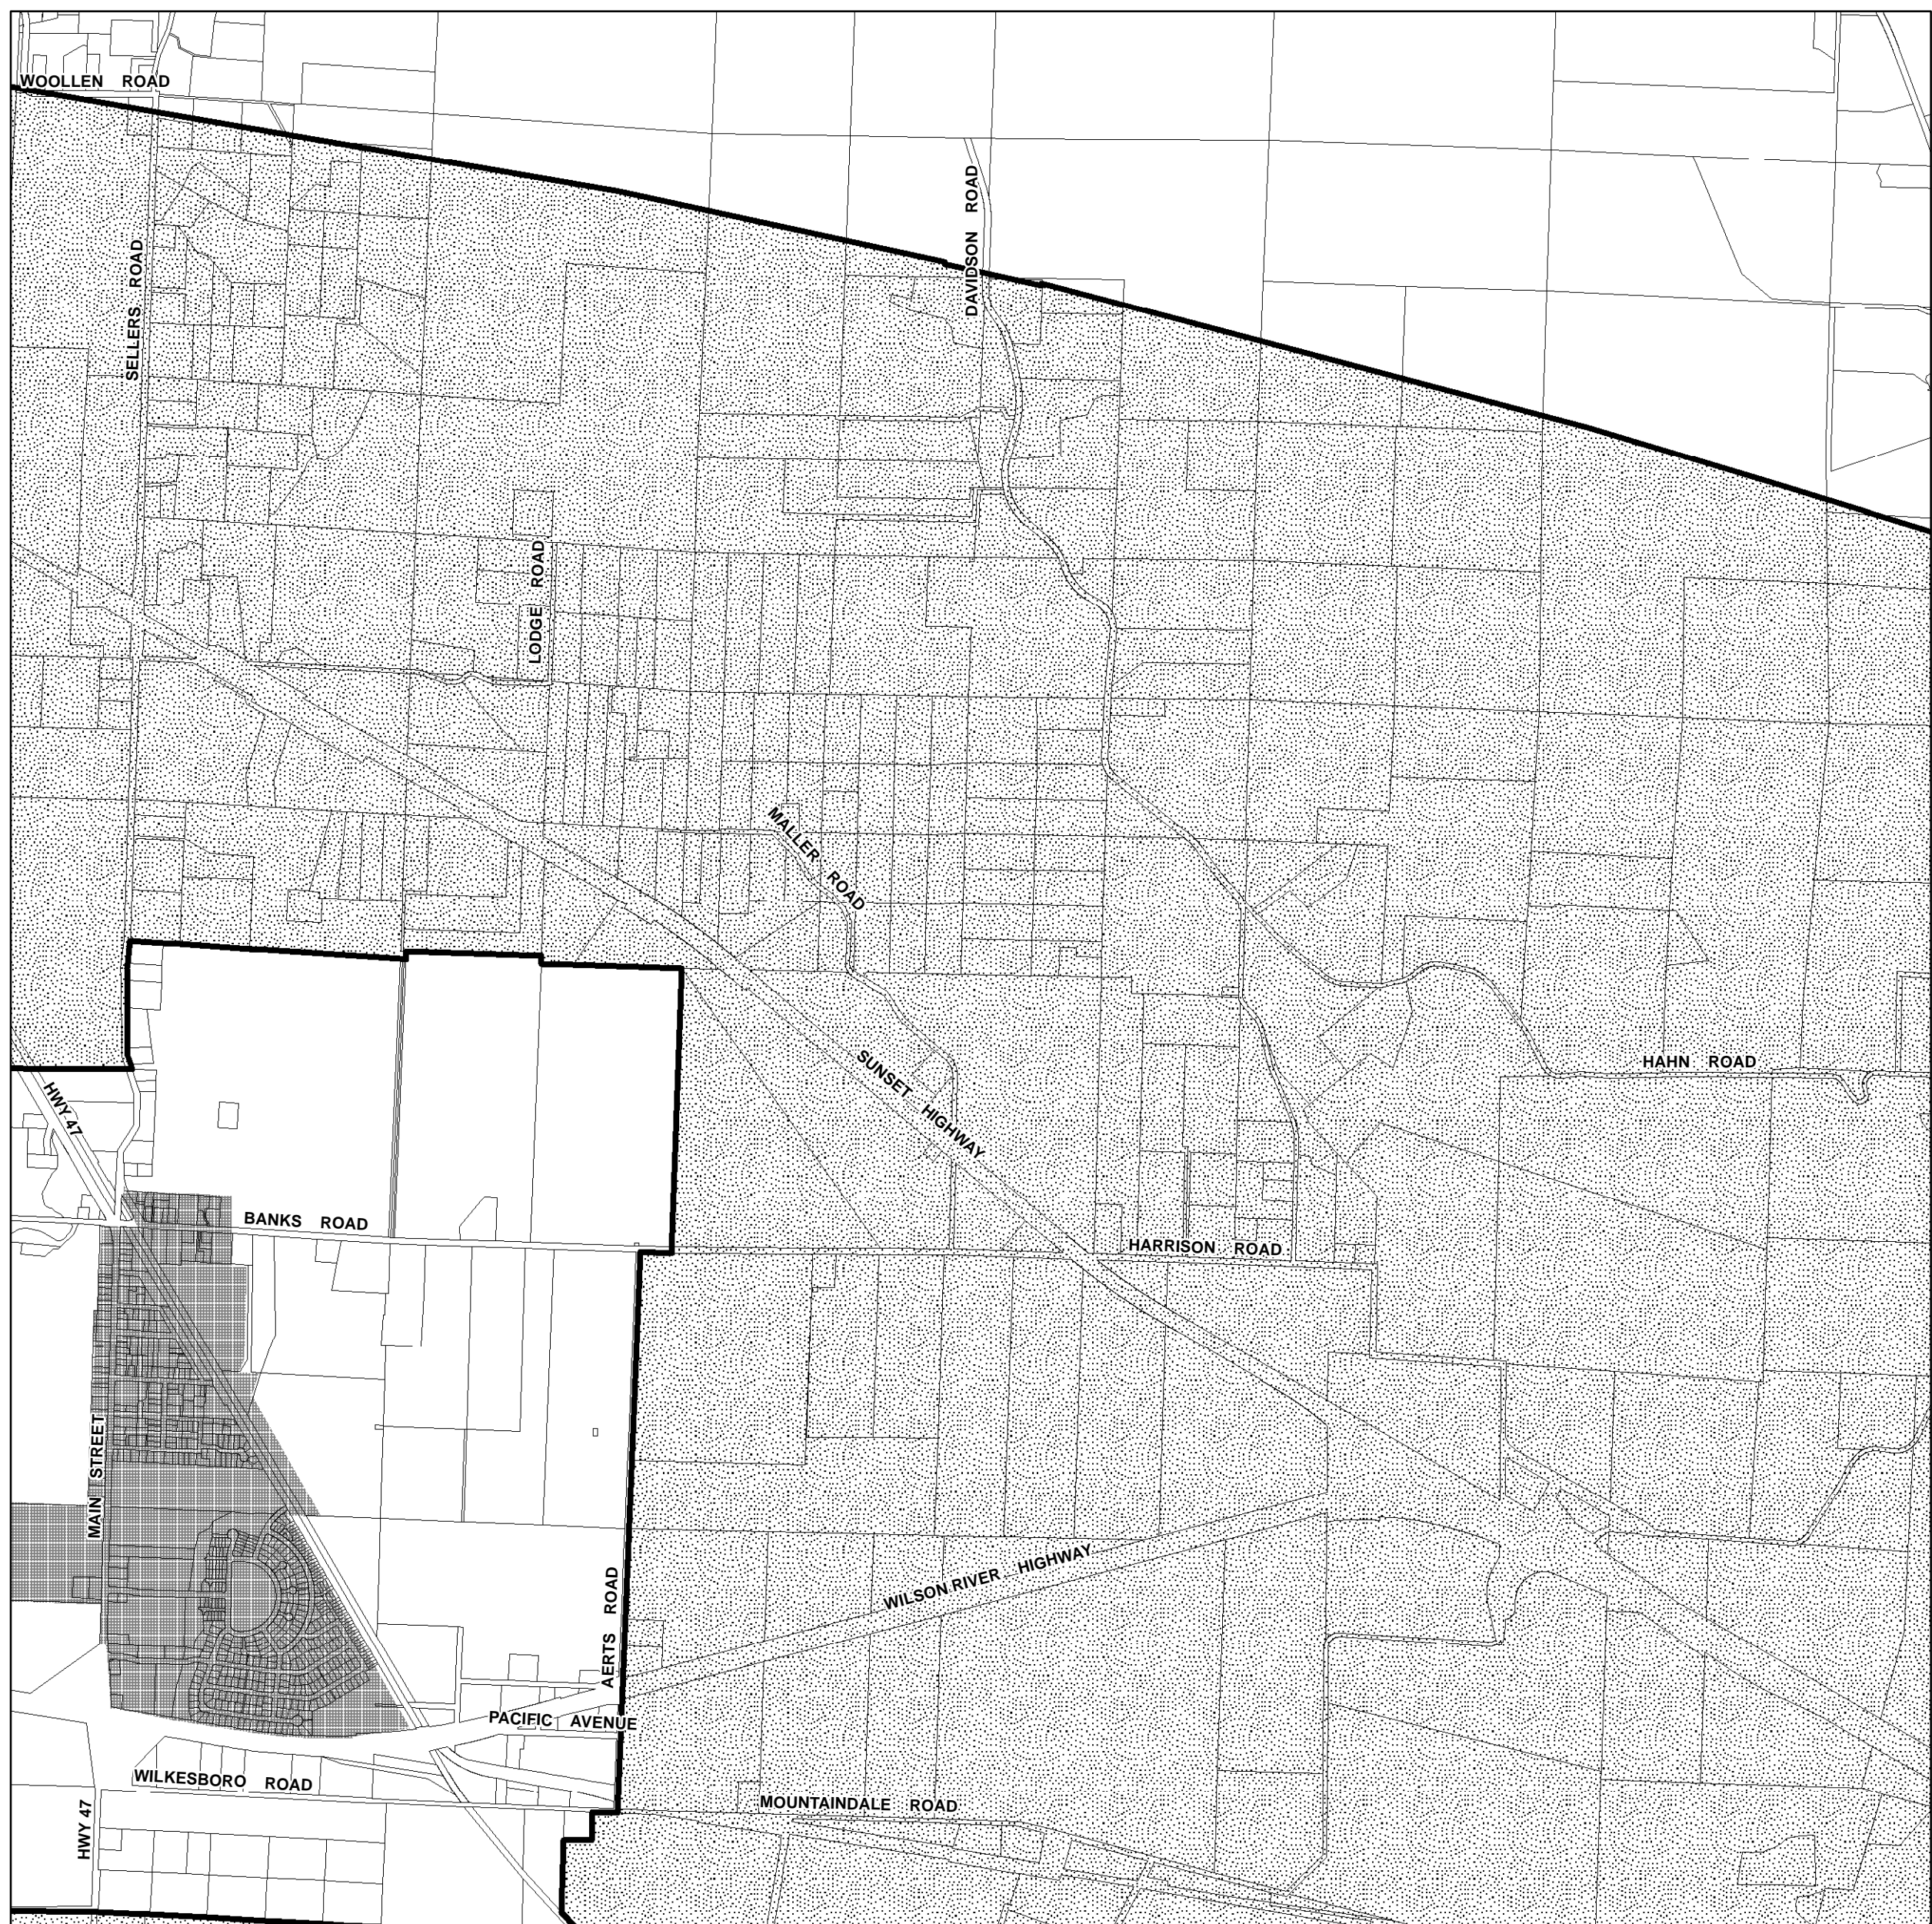 WOOLLEN ROAD
DAVIDSON ROAD
SELLERS ROAD
LODGE ROAD
MALLER ROAD
SUNSET HIGHWAY
HAHN ROAD
HWY 47
BANKS ROAD
HARRISON ROAD
MAIN STREET
WILSON RIVER HIGHWAY
AERTS ROAD
PACIFIC AVENUE
WILKESBORO ROAD
MOUNTAINDALE ROAD
HWY 47